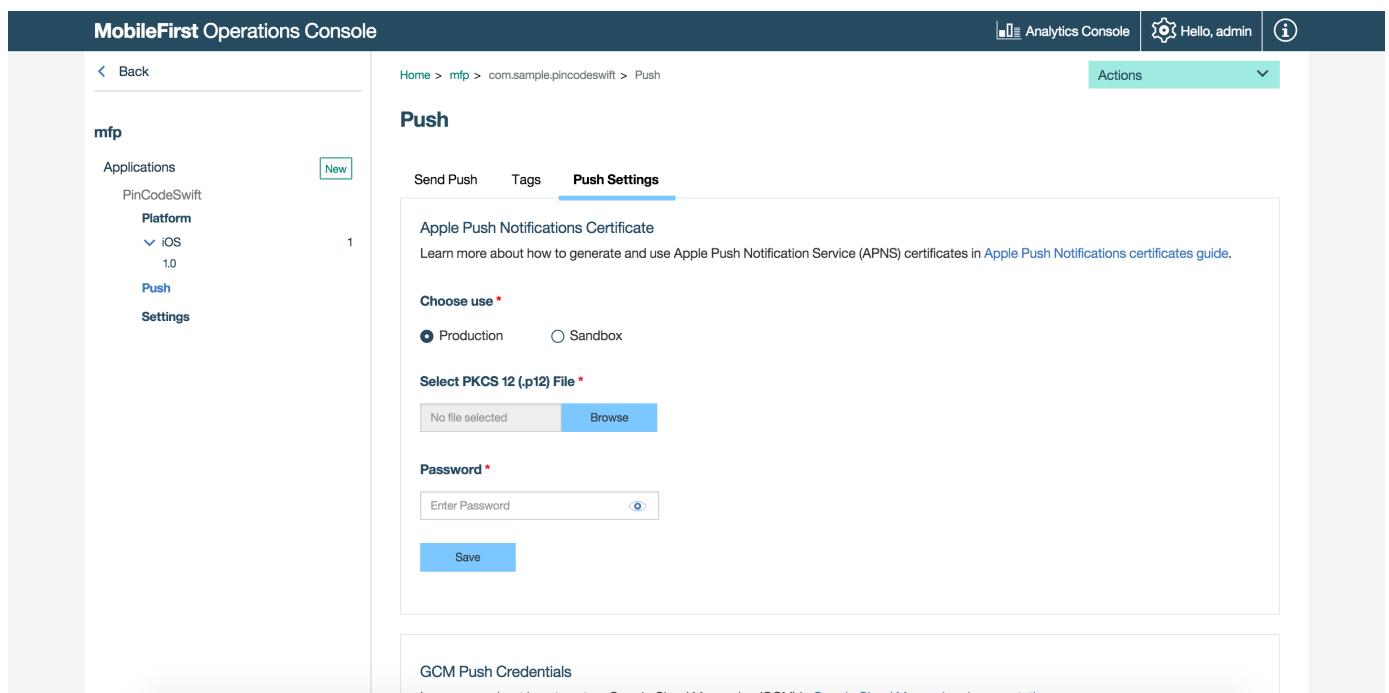 MobileFirst Operations Console
Analytics Console
Hello, admin
Back
mfp
Applications
New
PinCodeSwift
Platform
iOS
1
1.0
Push
Settings
Home > mfp > com.sample.pincodeswift > Push
Actions
Push
Send Push Tags Push Settings
Apple Push Notifications Certificate
Learn more about how to generate and use Apple Push Notification Service (APNS) certificates in Apple Push Notifications certificates guide.
Choose use *
Production Sandbox
Select PKCS 12 (.p12) File *
No file selected Browse
Password *
Enter Password
Save
GCM Push Credentials